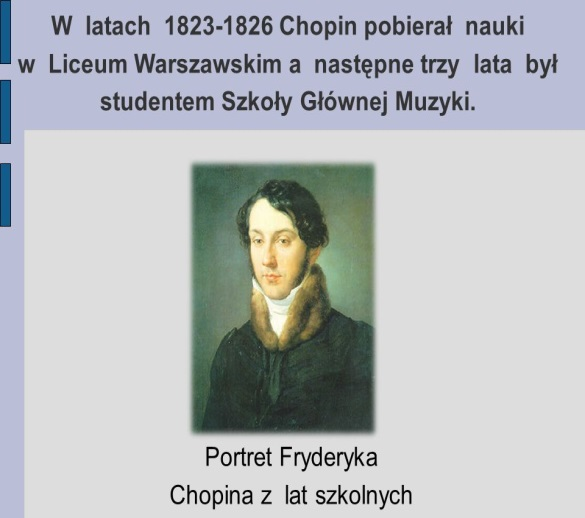 W latach 1823-1826 Chopin pobierał nauki
w Liceum Warszawskim a następne trzy lata był
studentem Szkoły Głównej Muzyki.
Portret Fryderyka
Chopina z lat szkolnych